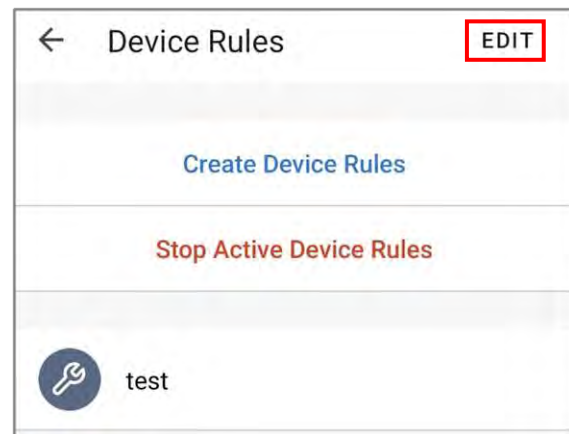 Device Rules
EDIT
Create Device Rules
Stop Active Device Rules
test